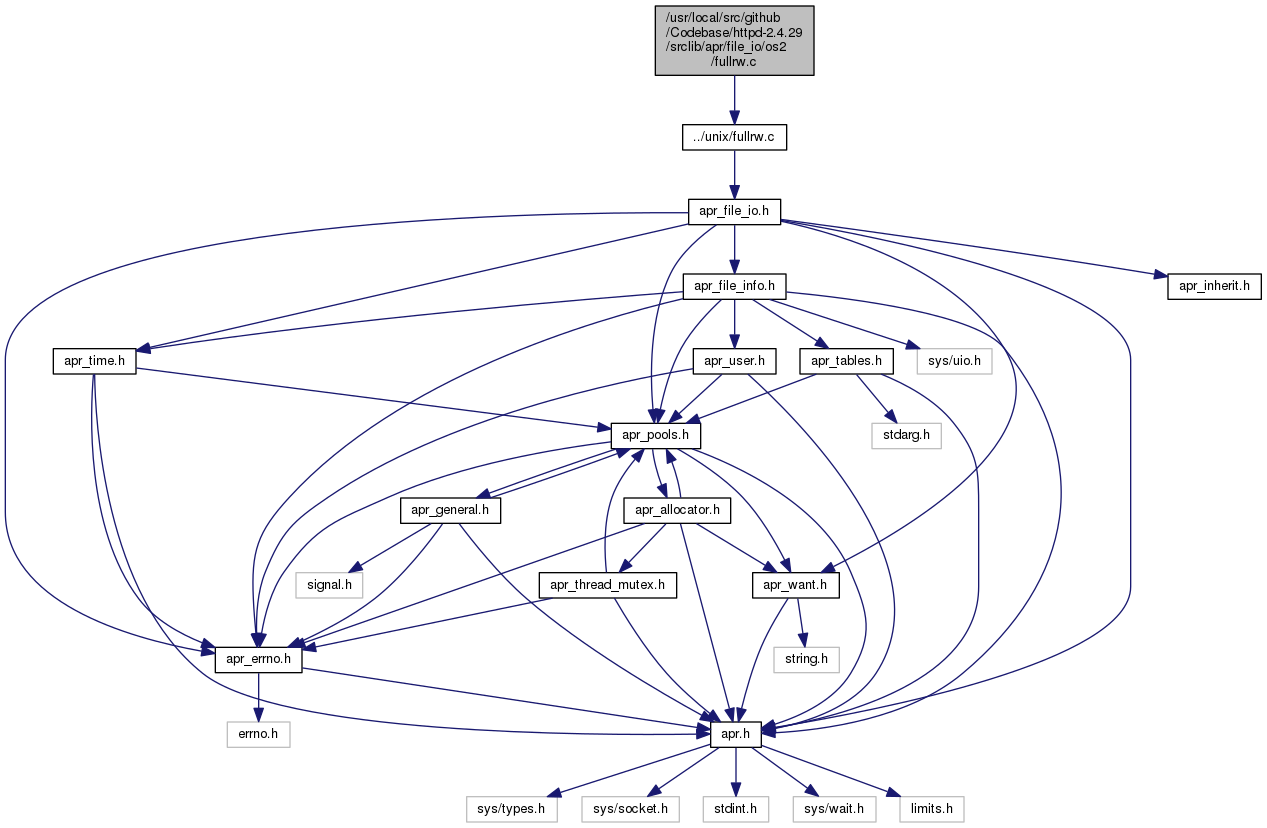 /usr/local/src/github
/Codebase/httpd-2.4.29
/srclib/apr/file_io/os2
/fullrw.c
../unix/fullrw.c
apr_file_io.h
apr_file_info.h
apr_inherit.h
apr_time.h
apr_user.h
apr_tables.h
sys/uio.h
apr_pools.h
stdarg.h
apr_general.h
apr_allocator.h
signal.h
apr_thread_mutex.h
apr_want.h
apr_errno.h
string.h
errno.h
apr.h
sys/types.h
sys/socket.h
stdint.h
sys/wait.h
limits.h